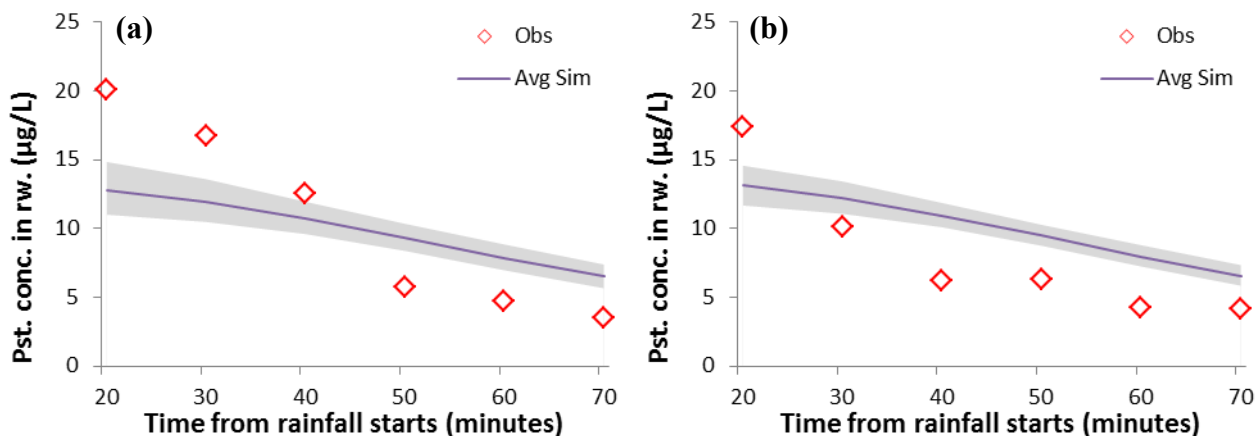 (a)
Obs
Avg Sim
Pst. conc. in rw. (µg/L)
25
20
15
10
5
0
20 30 40 50 60 70
Time from rainfall starts (minutes)
(b)
Obs
Avg Sim
Pst. conc. in rw. (µg/L)
25
20
15
10
5
0
20 30 40 50 60 70
Time from rainfall starts (minutes)